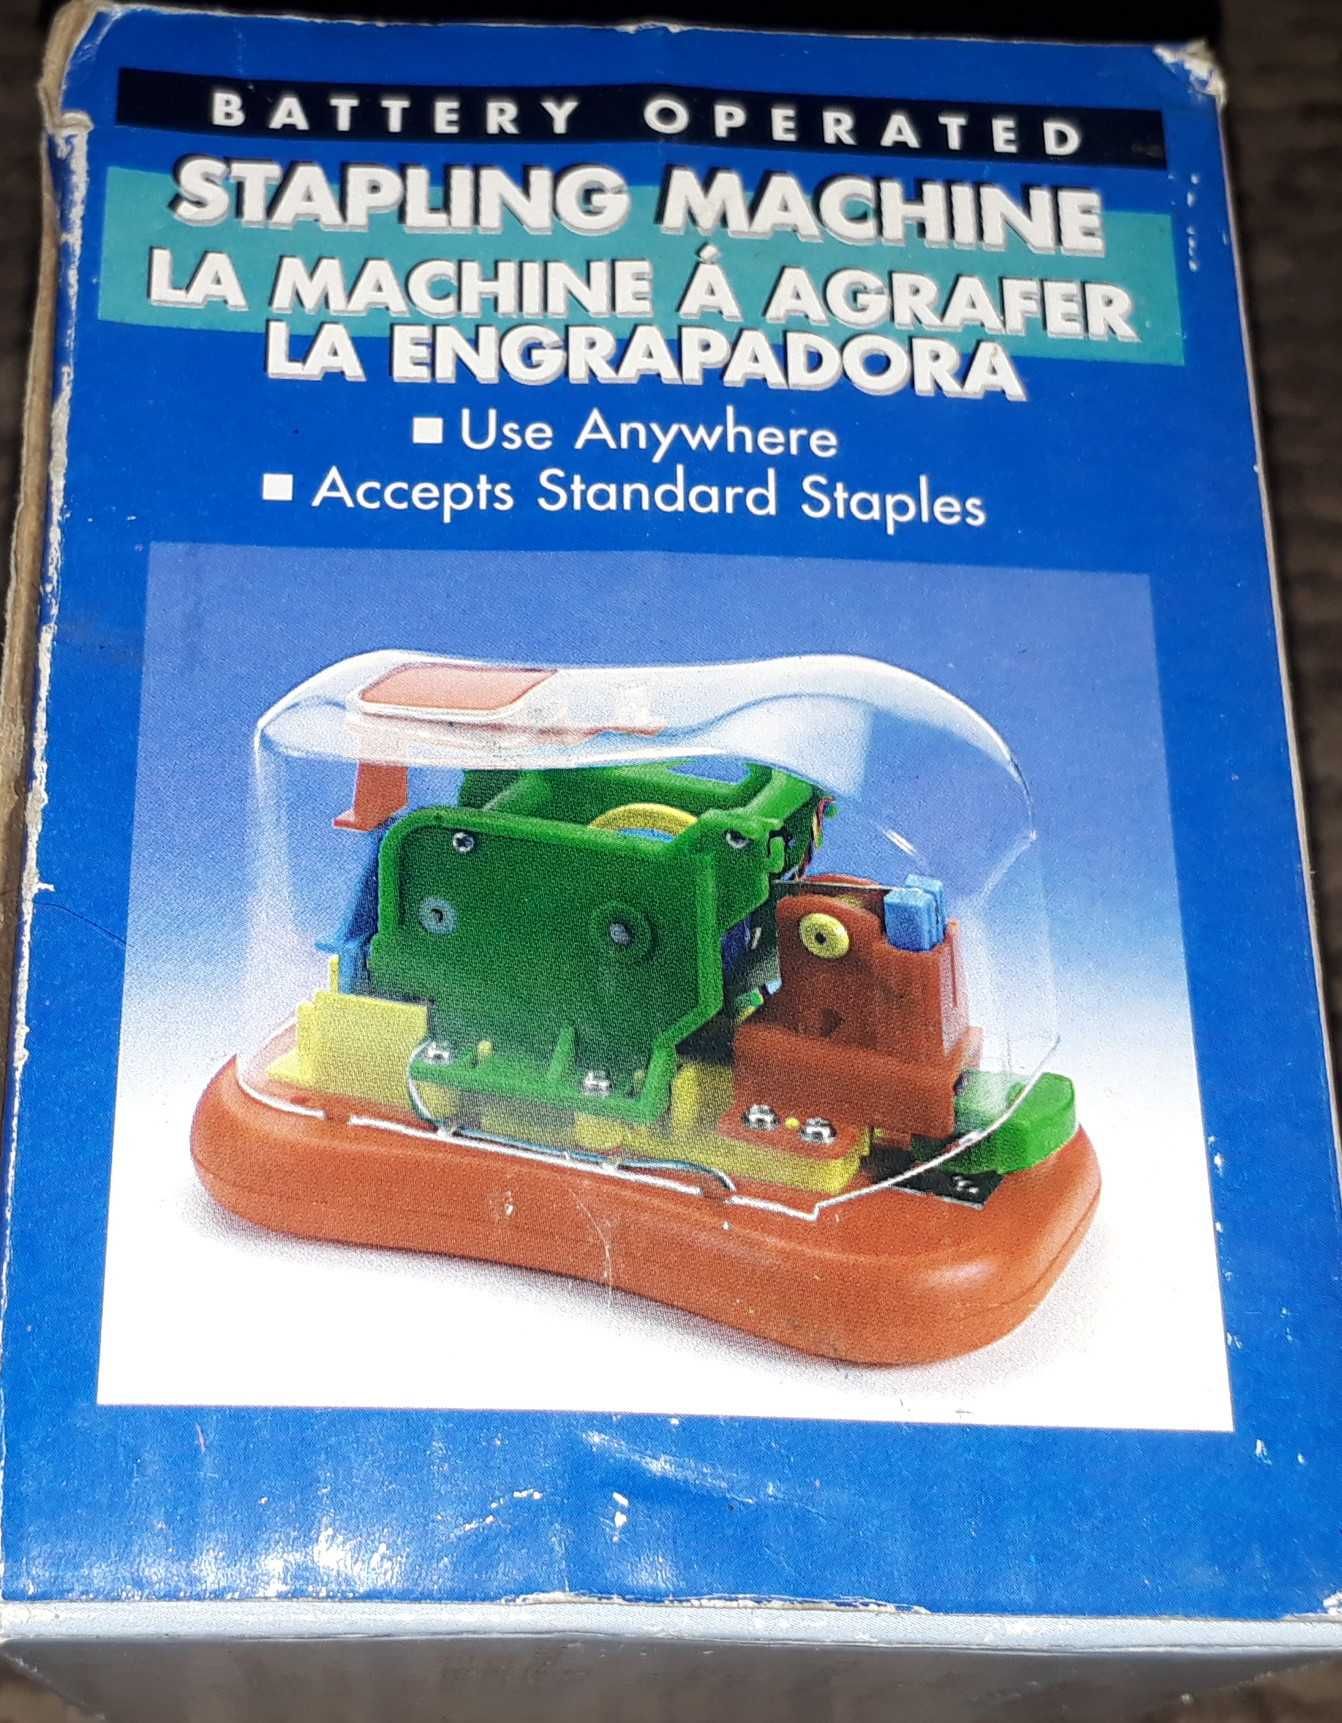 BATTERY OPERATED
STAPLING MACHINE
LA MACHINE Á AGRAFER
LA ENGRAPADORA
■ Use Anywhere
■ Accepts Standard Staples